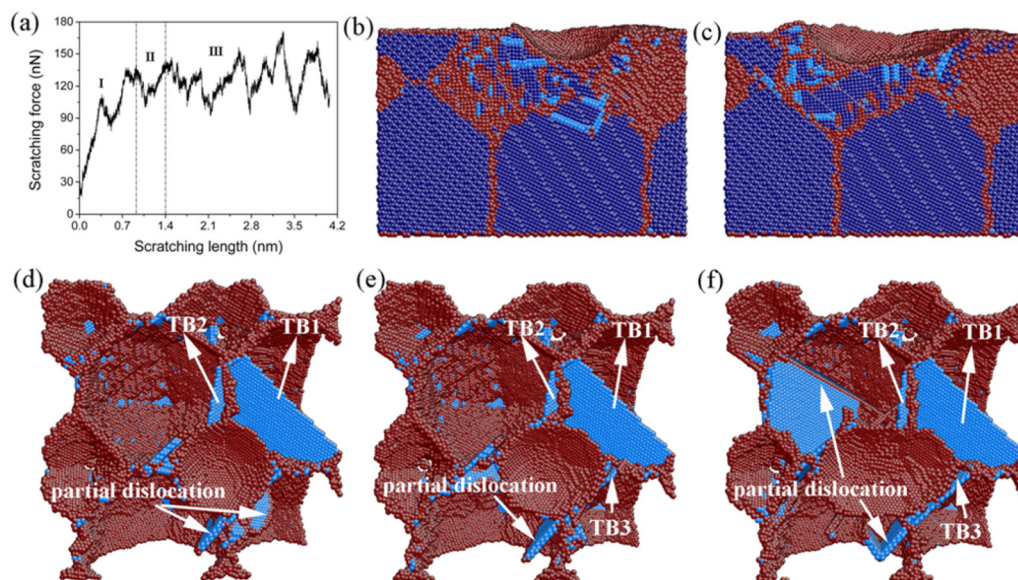 (a)
180
150
120
90
60
30
0
Scratching force (nN)
I
II
III
0.0 0.7 1.4 2.1 2.8 3.5 4.2
Scratching length (nm)
(b)
(c)
(d)
TB2
TB1
partial dislocation
(e)
TB2
TB1
partial dislocation
TB3
(f)
TB2
TB1
partial dislocation
TB3